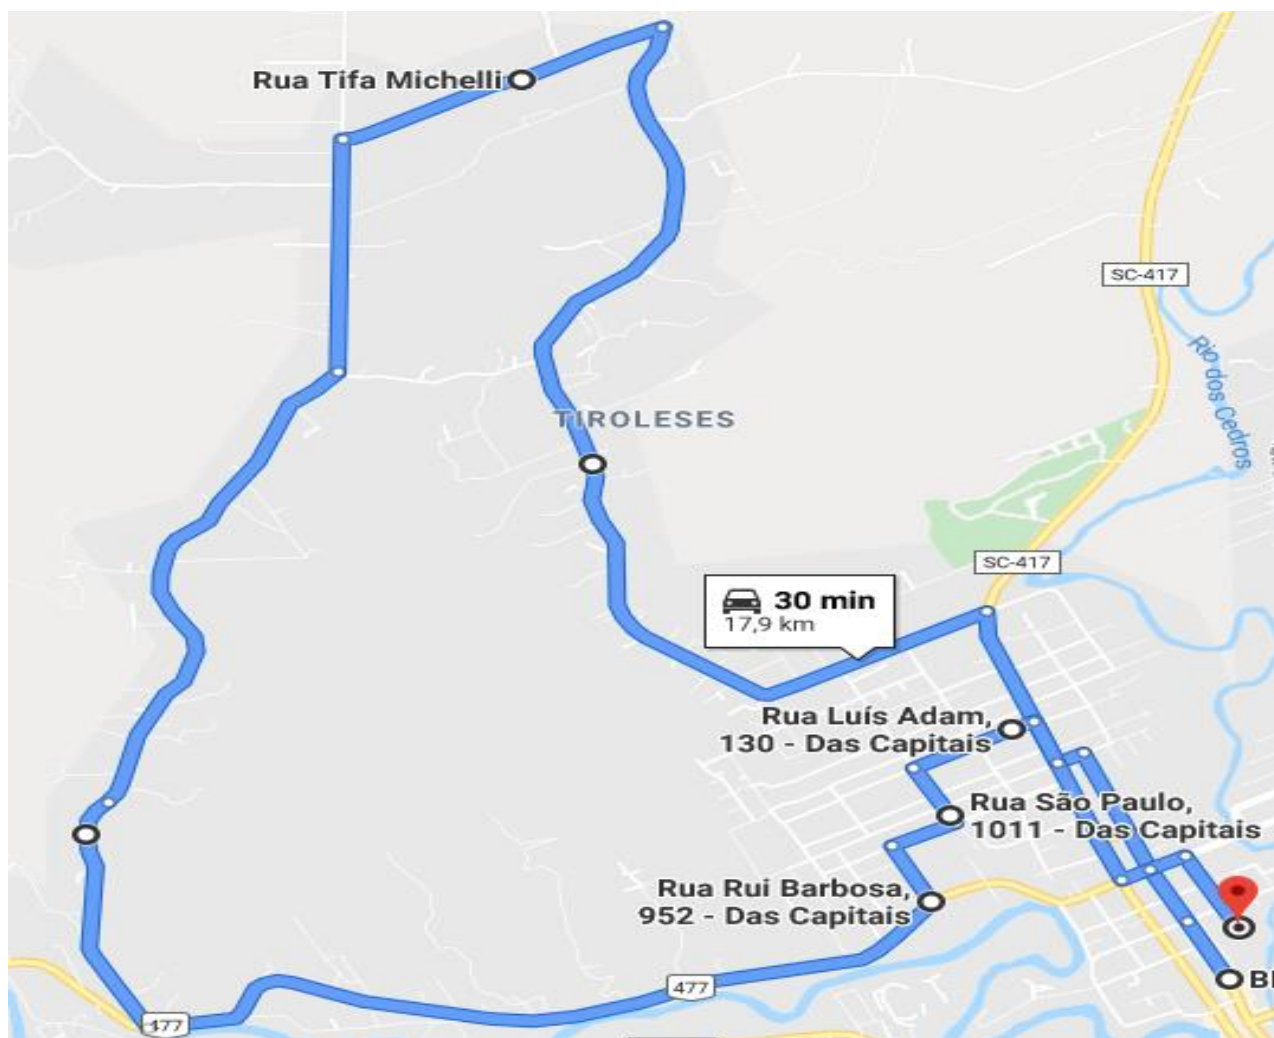 Rua Tifa Michelli
SC-417
Rio dos Cedros
TIROLESES
SC-417
30 min
17,9 km
Rua Luís Adam,
130 - Das Capitais
Rua São Paulo,
1011 - Das Capitais
Rua Rui Barbosa,
952 - Das Capitais
477
477